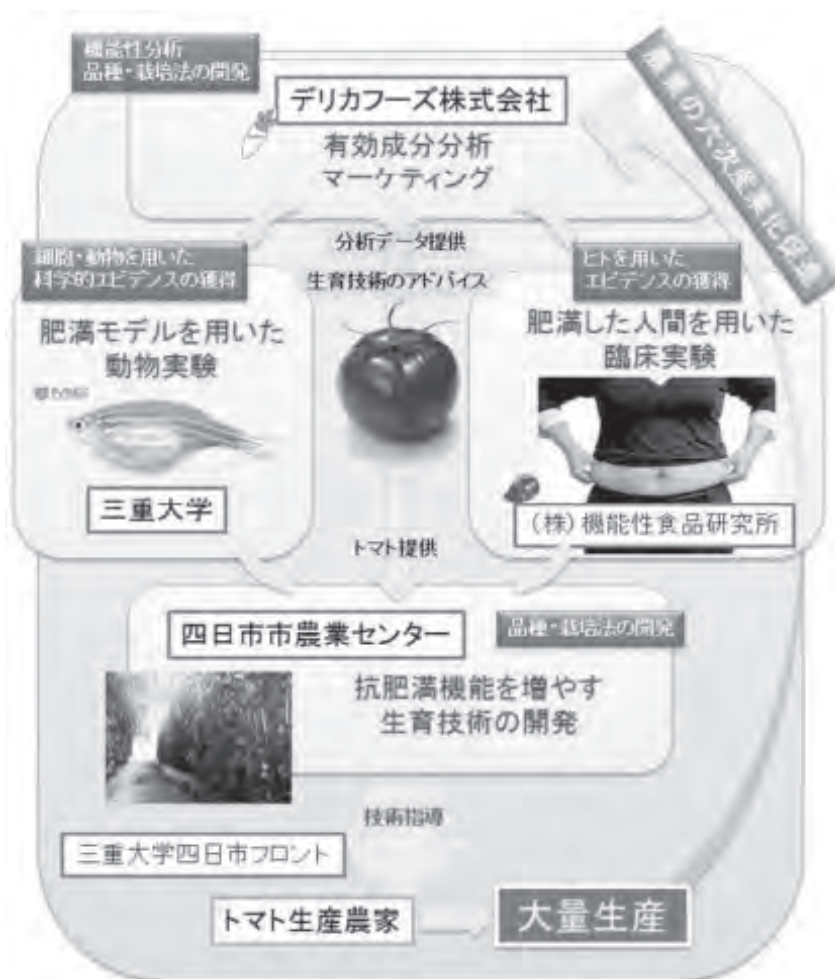 機能性分析
品種・栽培法の開発
デリカフーズ株式会社
有効成分分析
マーケティング
農業の六次産業化促進
分析データ提供
生育技術のアドバイス
細胞・動物を用いた
科学的エビデンスの獲得
肥満モデルを用いた
動物実験
三重大学
ヒトを用いた
エビデンスの獲得
肥満した人間を用いた
臨床実験
(株)機能性食品研究所
トマト提供
四日市市農業センター
品種・栽培法の開発
抗肥満機能を増やす
生育技術の開発
技術指導
三重大学四日市フロント
トマト生産農家
大量生産